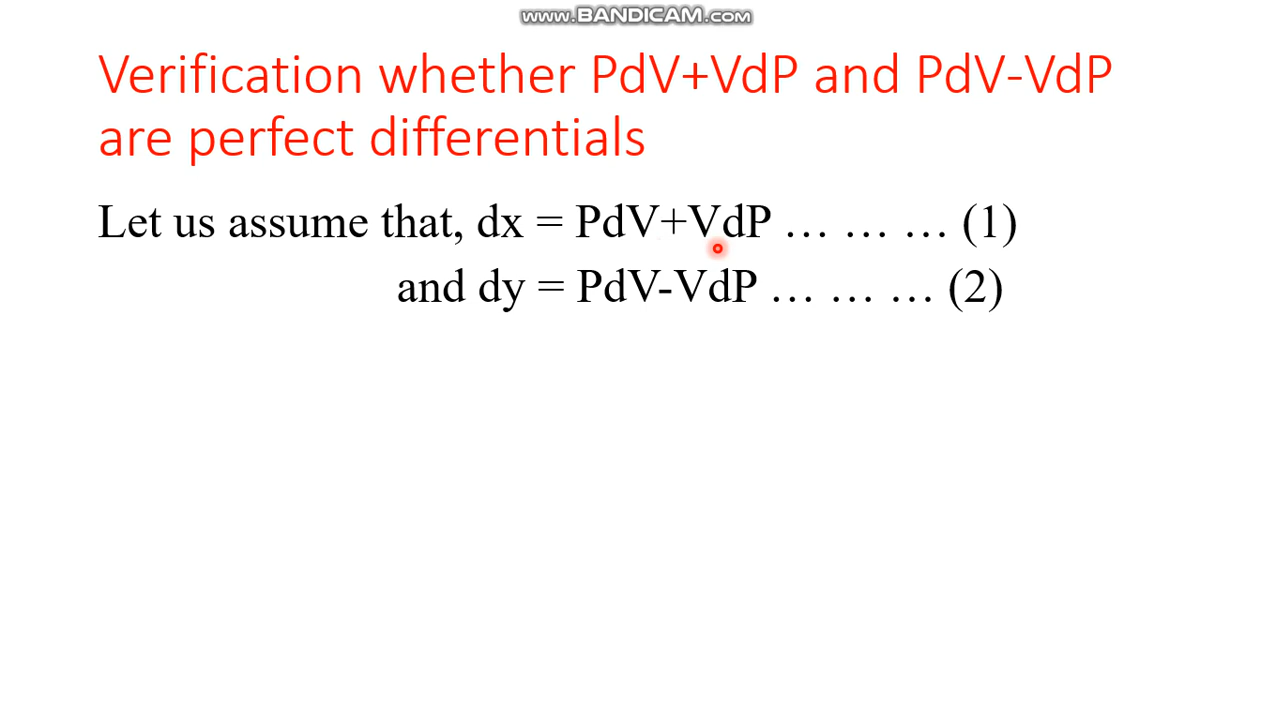 www.BANDICAM.com
Verification whether PdV+VdP and PdV-VdP
are perfect differentials
Let us assume that, dx = PdV+VdP … … … (1)
and dy = PdV-VdP … … … (2)